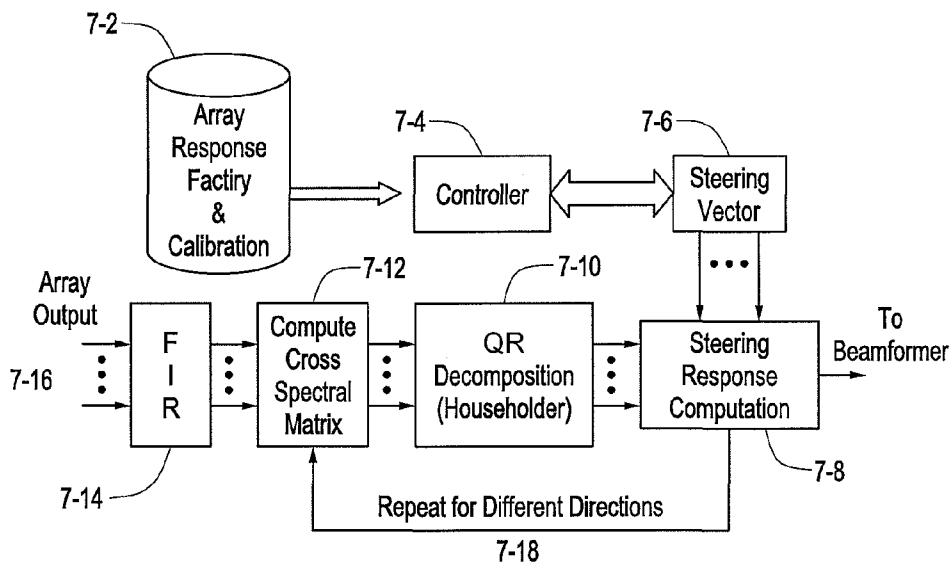 7-2
Array
Response
Factiry
&
Calibration
7-4
Controller
7-6
Steering
Vector
Array
Output
7-16
F
I
R
7-14
7-12
Compute
Cross
Spectral
Matrix
7-10
QR
Decomposition
(Householder)
Steering
Response
Computation
7-8
To
Beamformer
Repeat for Different Directions
7-18